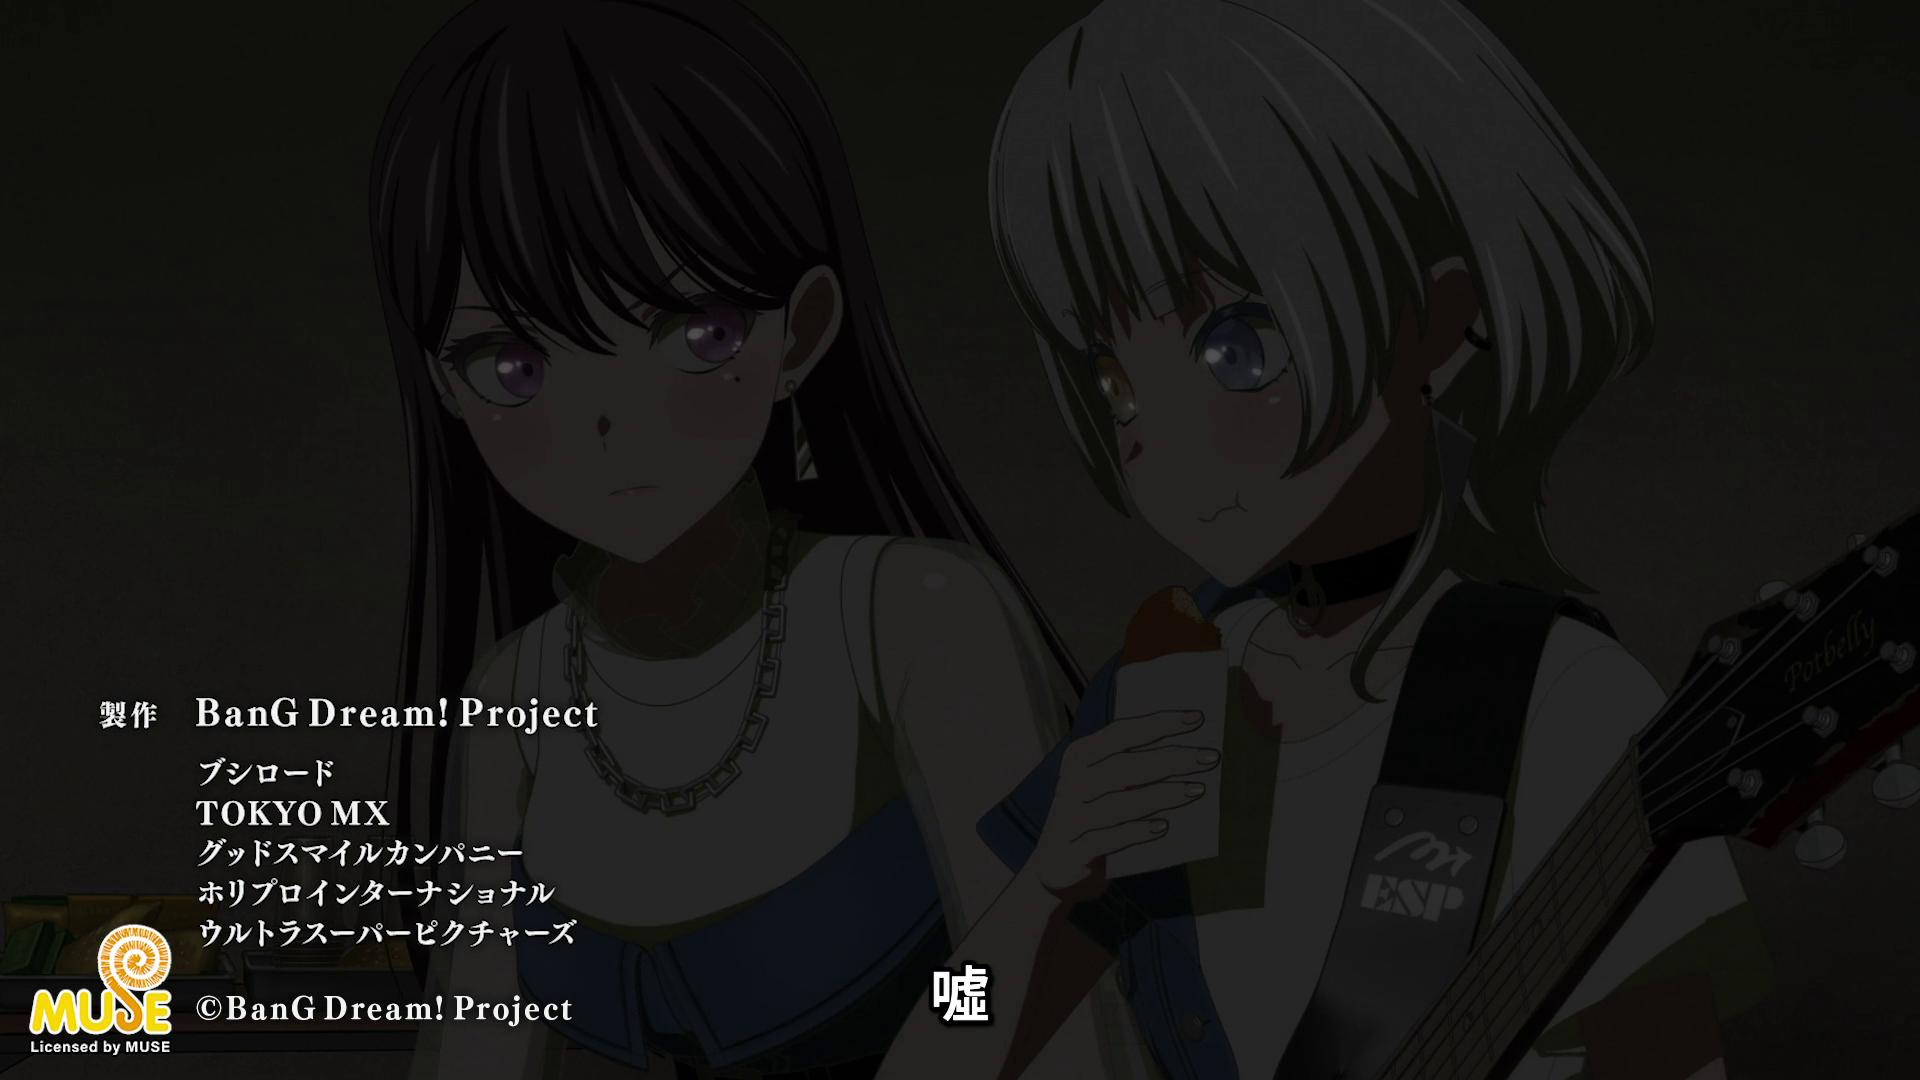 Potbelly
製作 BanG Dream! Project
ブシロード
TOKYO MX
グッドスマイルカンパニー
ホリプロインターナショナル
ウルトラスーパーピクチャーズ
ESP
MUSE
Licensed by MUSE
©BanG Dream! Project
噓